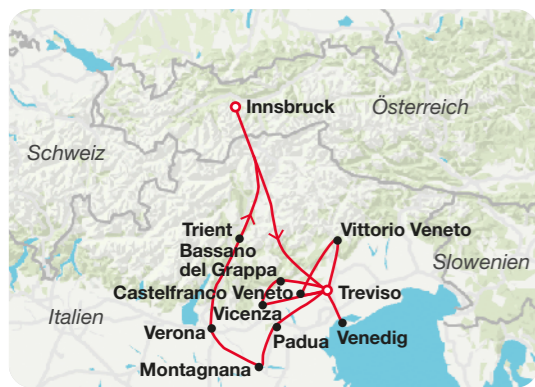 Innsbruck
Österreich
Schweiz
Trient
Vittorio Veneto
Bassano
del Grappa
Slowenien
Castelfranco Veneto
Treviso
Vicenza
Italien
Verona
Padua
Venedig
Montagnana